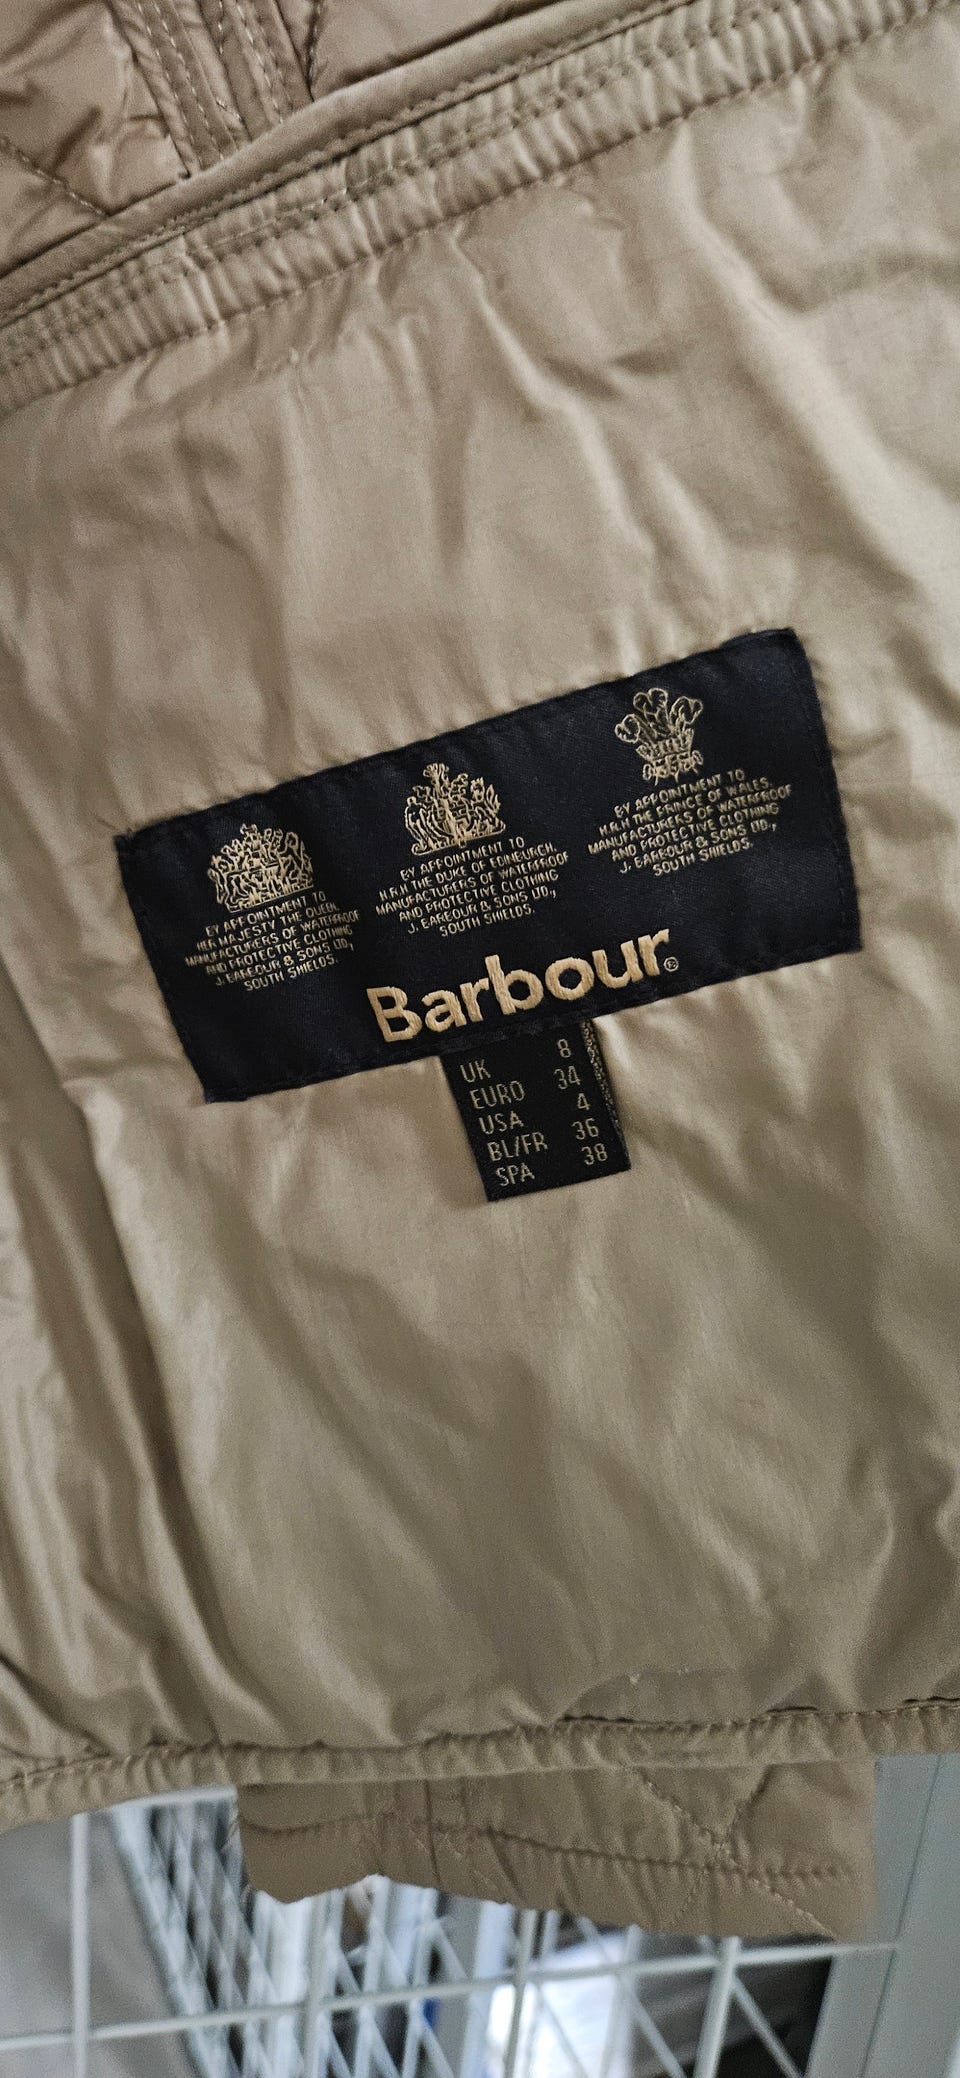 BY APPOINTMENT TO
HER MAJESTY THE QUEEN,
MANUFACTURERS OF WATERPROOF
AND PROTECTIVE CLOTHING
J. BARBOUR & SONS LTD.,
SOUTH SHIELDS.
BY APPOINTMENT TO
H.R.H THE DUKE OF EDINBURGH,
MANUFACTURERS OF WATERPROOF
AND PROTECTIVE CLOTHING
J. BARBOUR & SONS LTD.,
SOUTH SHIELDS.
BY APPOINTMENT TO
H.R.H THE PRINCE OF WALES,
MANUFACTURERS OF WATERPROOF
AND PROTECTIVE CLOTHING
J. BARBOUR & SONS LTD.,
SOUTH SHIELDS.
Barbour®
UK 8
EURO 34
USA 4
BL/FR 36
SPA 38